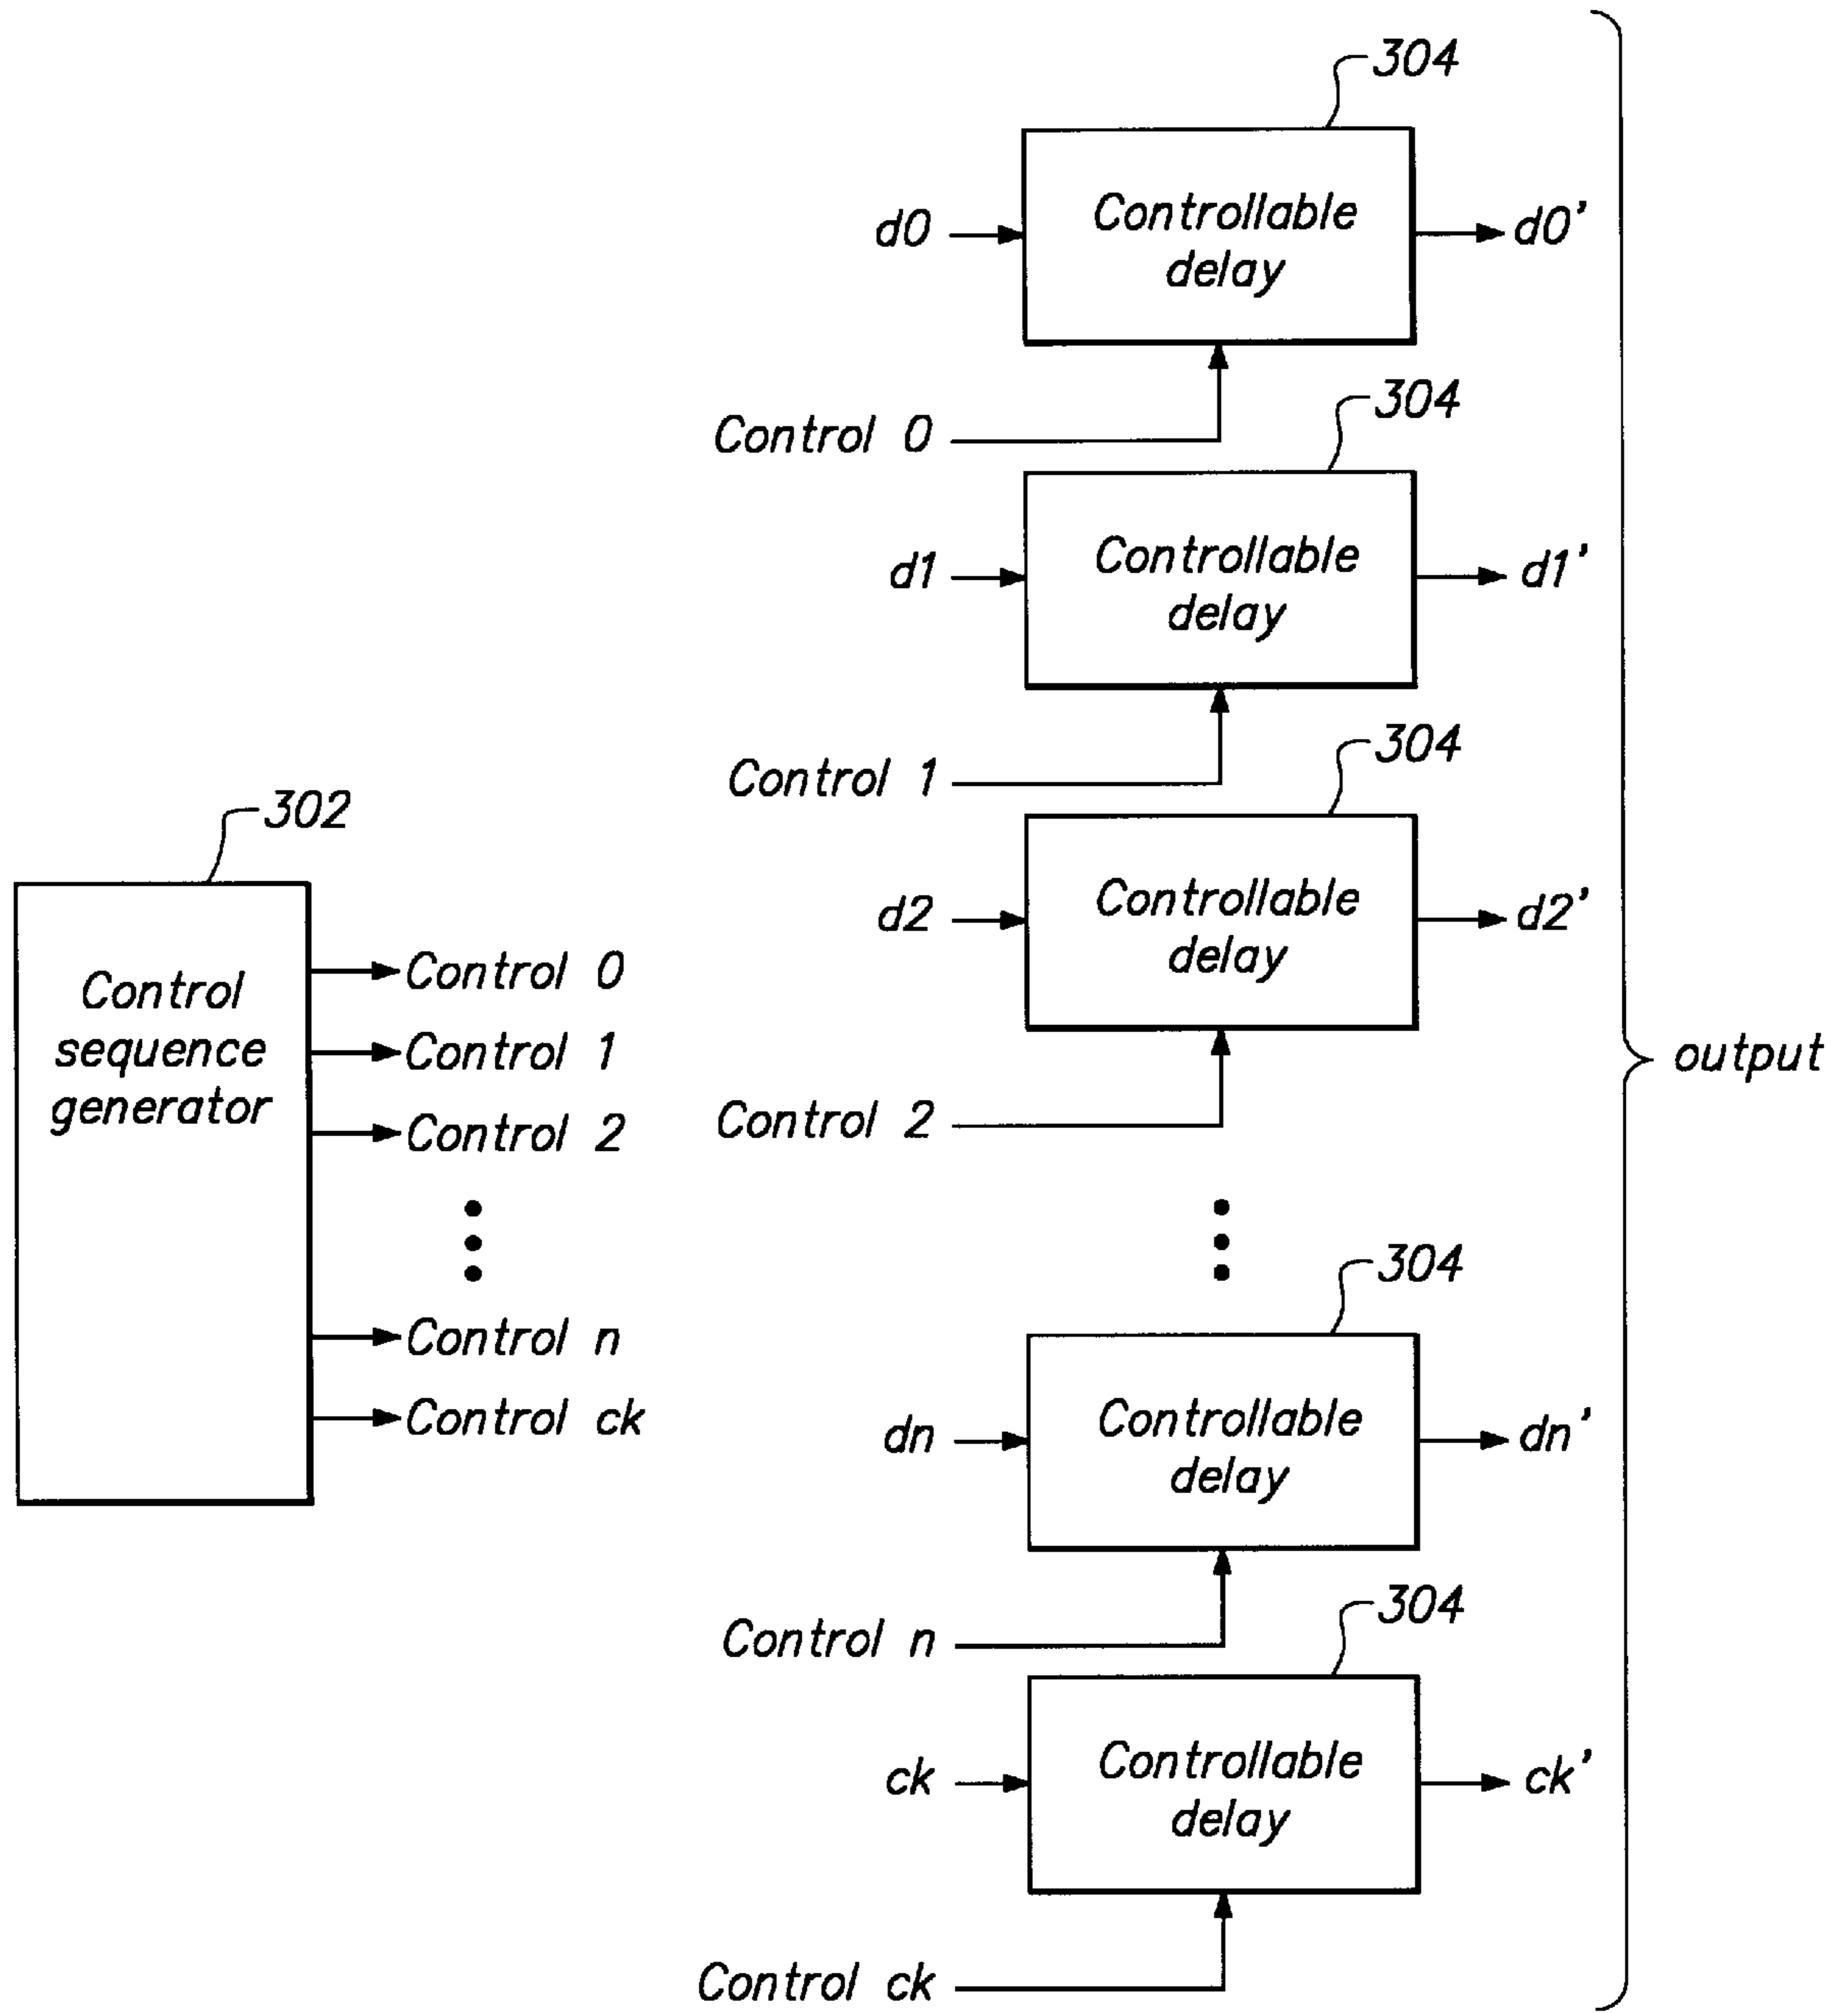 304
d0
Controllable
delay
d0'
Control 0
304
d1
Controllable
delay
d1'
Control 1
304
d2
Controllable
delay
d2'
Control 2
302
Control
sequence
generator
Control 0
Control 1
Control 2
Control n
Control ck
output
304
dn
Controllable
delay
dn'
Control n
304
ck
Controllable
delay
ck'
Control ck